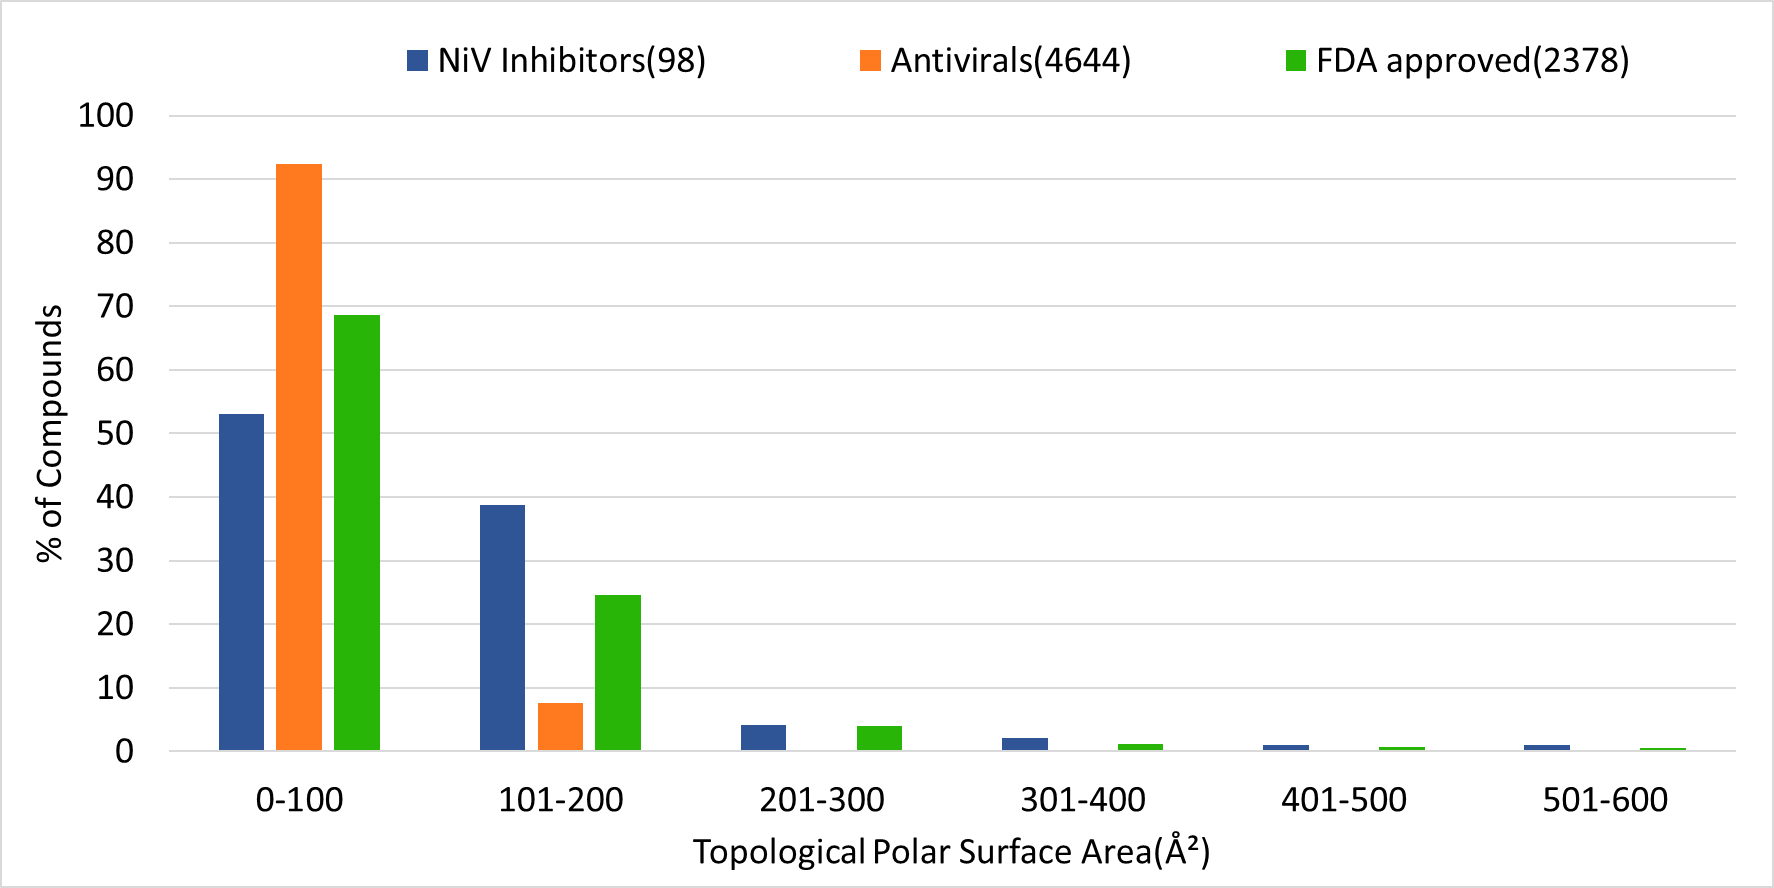 NiV Inhibitors(98) Antivirals(4644) FDA approved(2378)
100
90
80
70
60
50
40
30
20
10
0
% of Compounds
0-100 101-200 201-300 301-400 401-500 501-600
Topological Polar Surface Area(Å²)